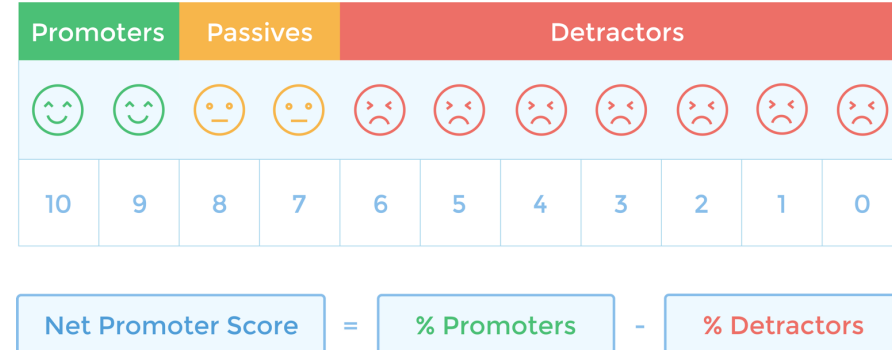 Promoters Passives Detractors
10 9 8 7 6 5 4 3 2 1 0
Net Promoter Score = % Promoters - % Detractors